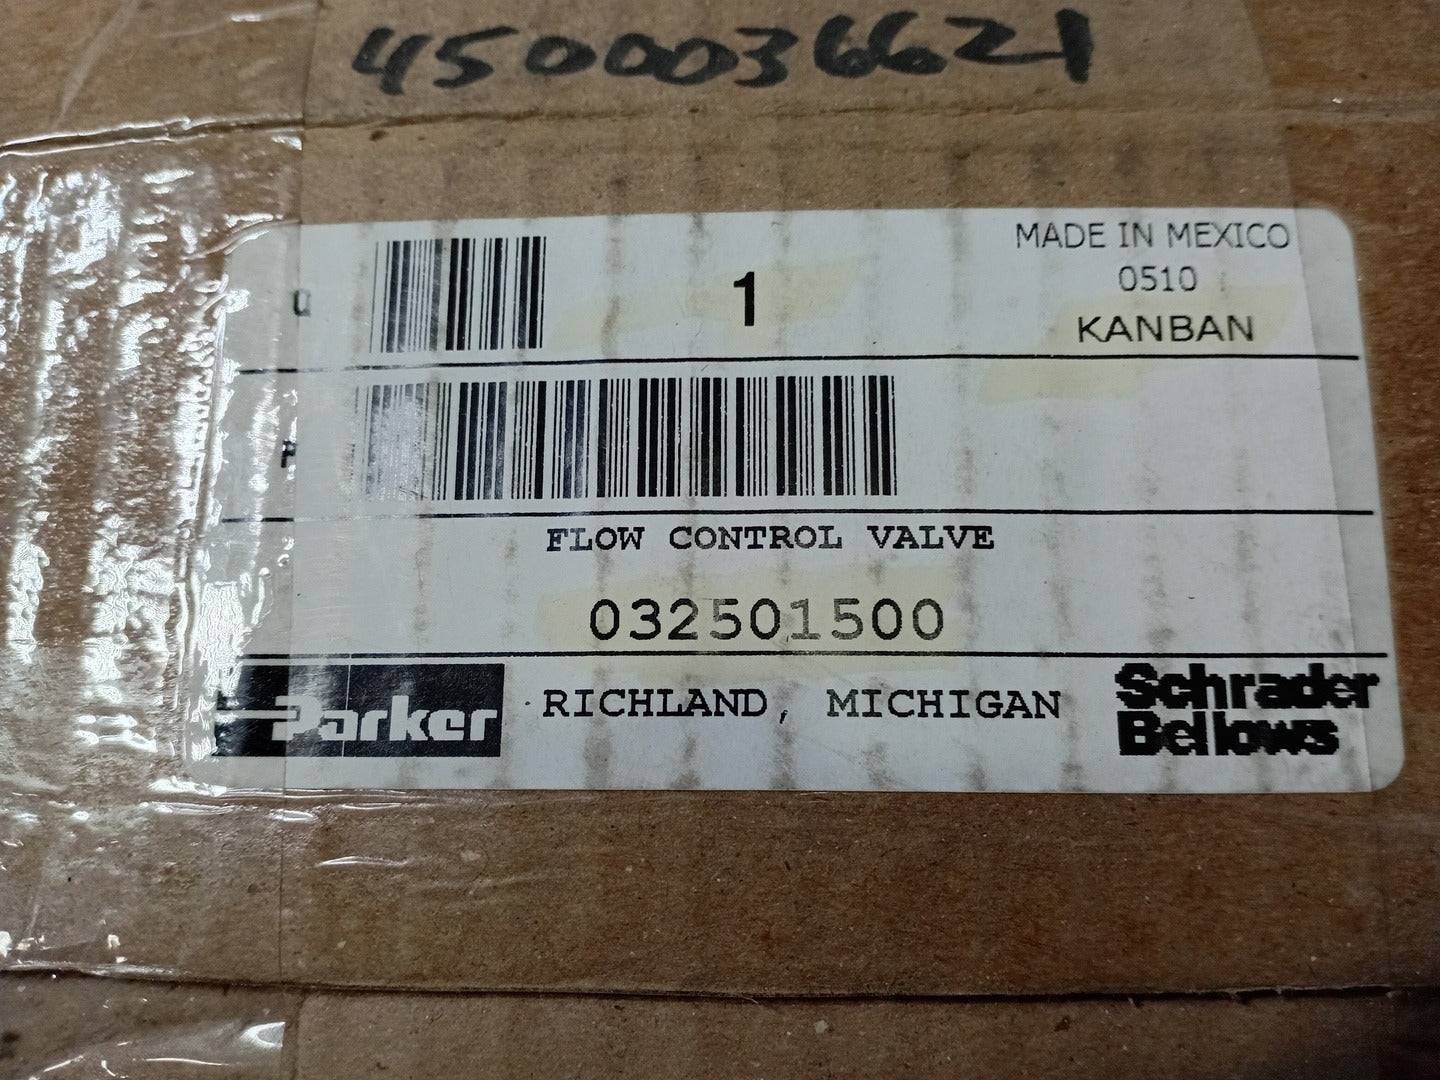 4500036621
MADE IN MEXICO
Q
1
0510
KANBAN
P
FLOW CONTROL VALVE
032501500
Parker
RICHLAND, MICHIGAN
Schrader
Bellows